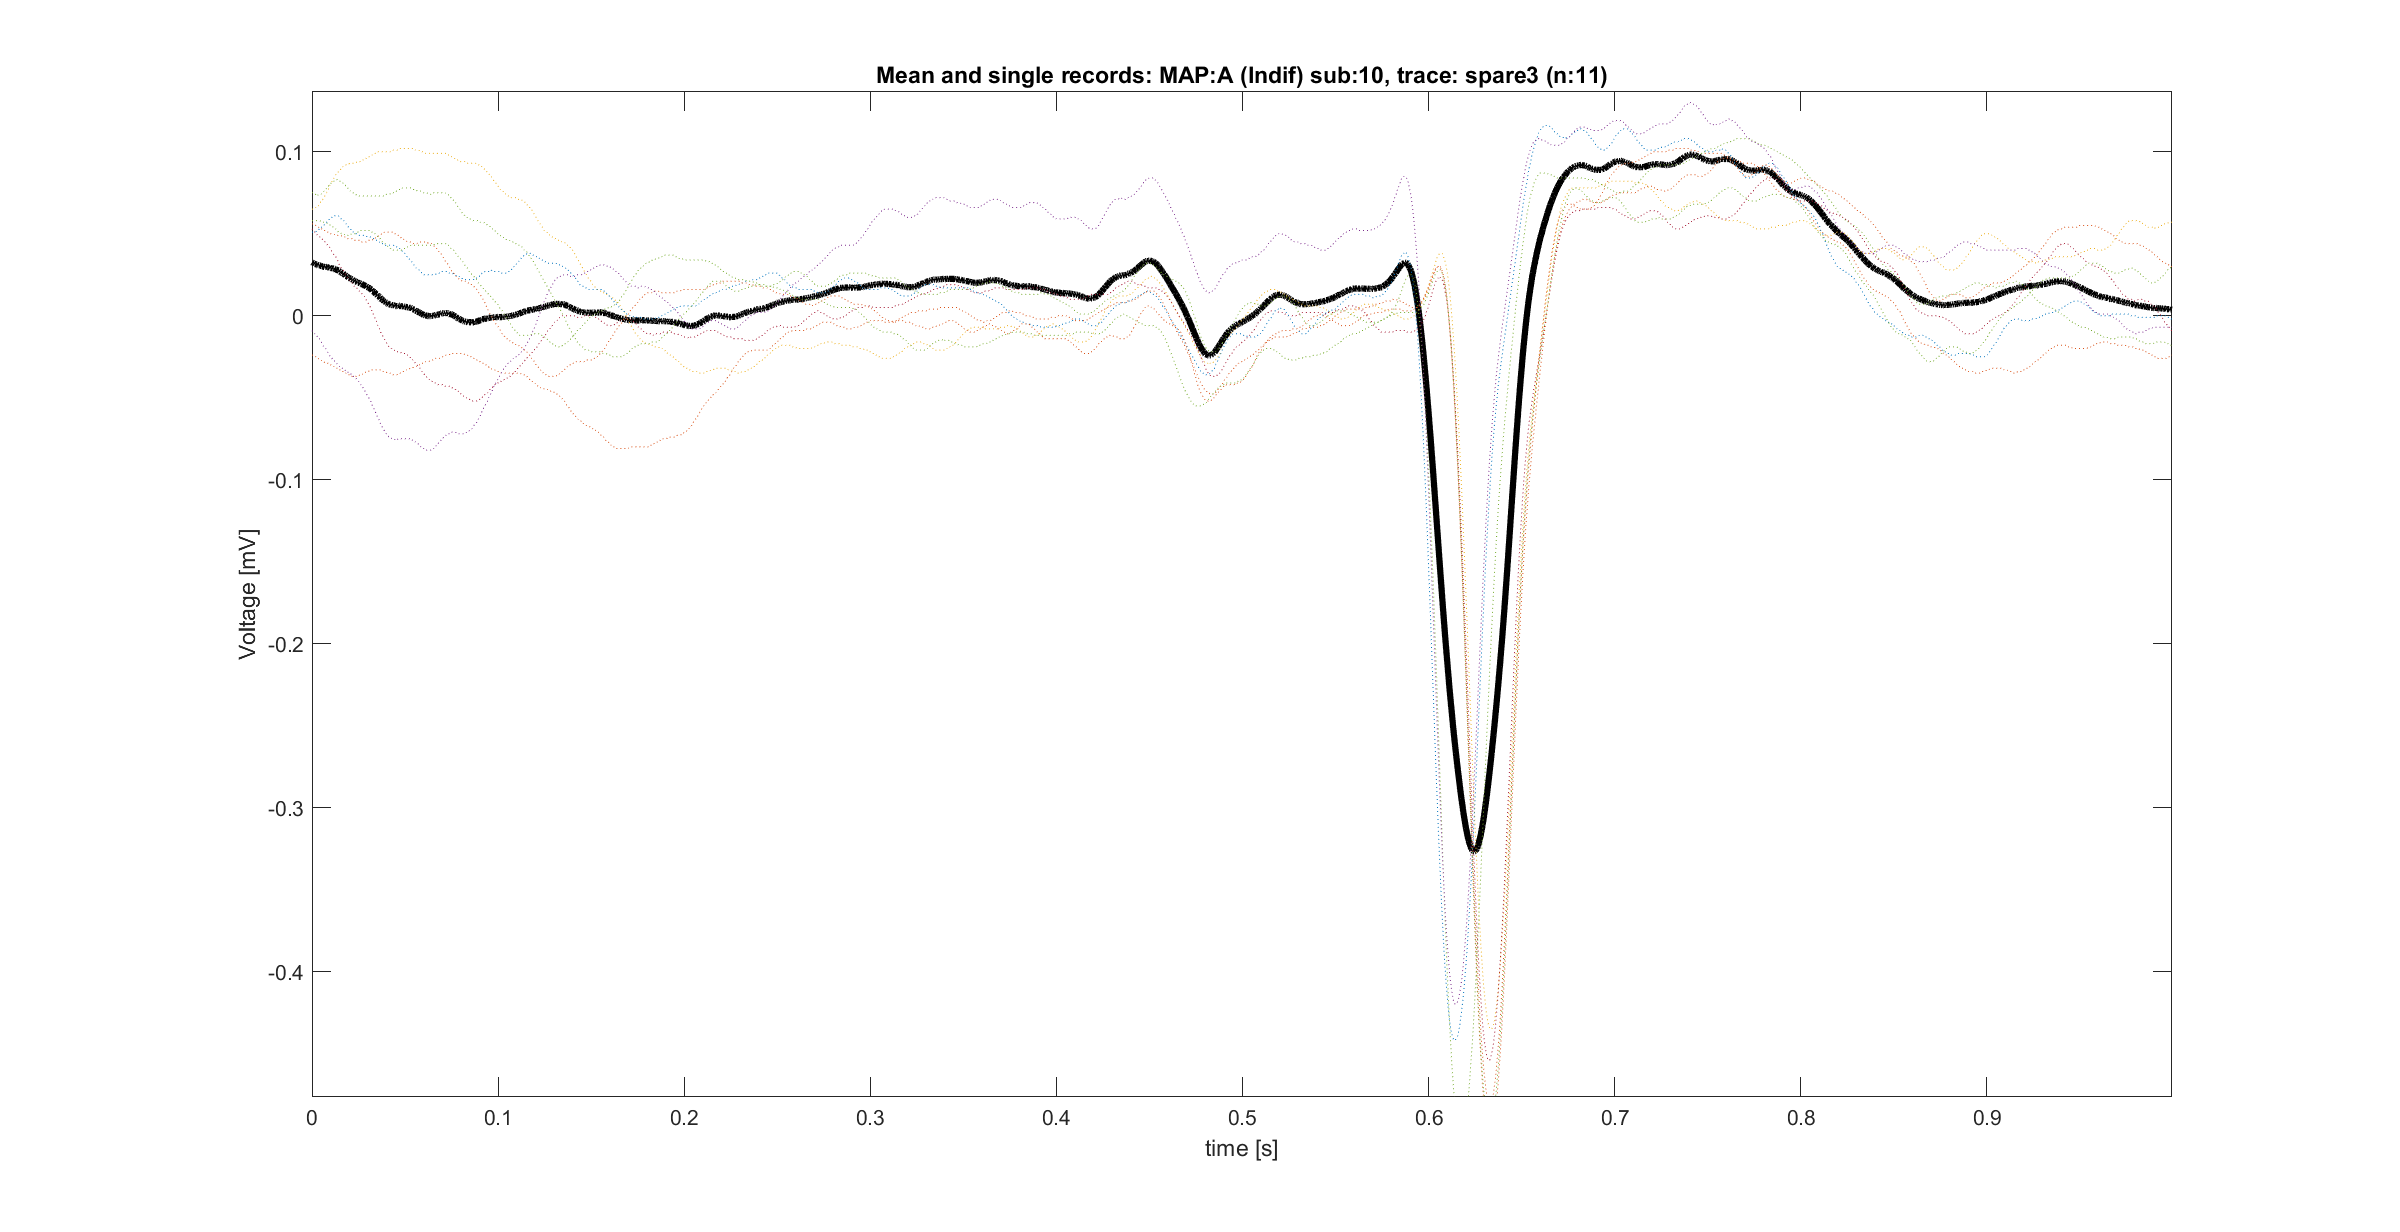 Mean and single records: MAP:A (Indif) sub:10, trace: spare3 (n:11)
0.1
0
-0.1
-0.2
-0.3
-0.4
Voltage [mV]
0 0.1 0.2 0.3 0.4 0.5 0.6 0.7 0.8 0.9
time [s]